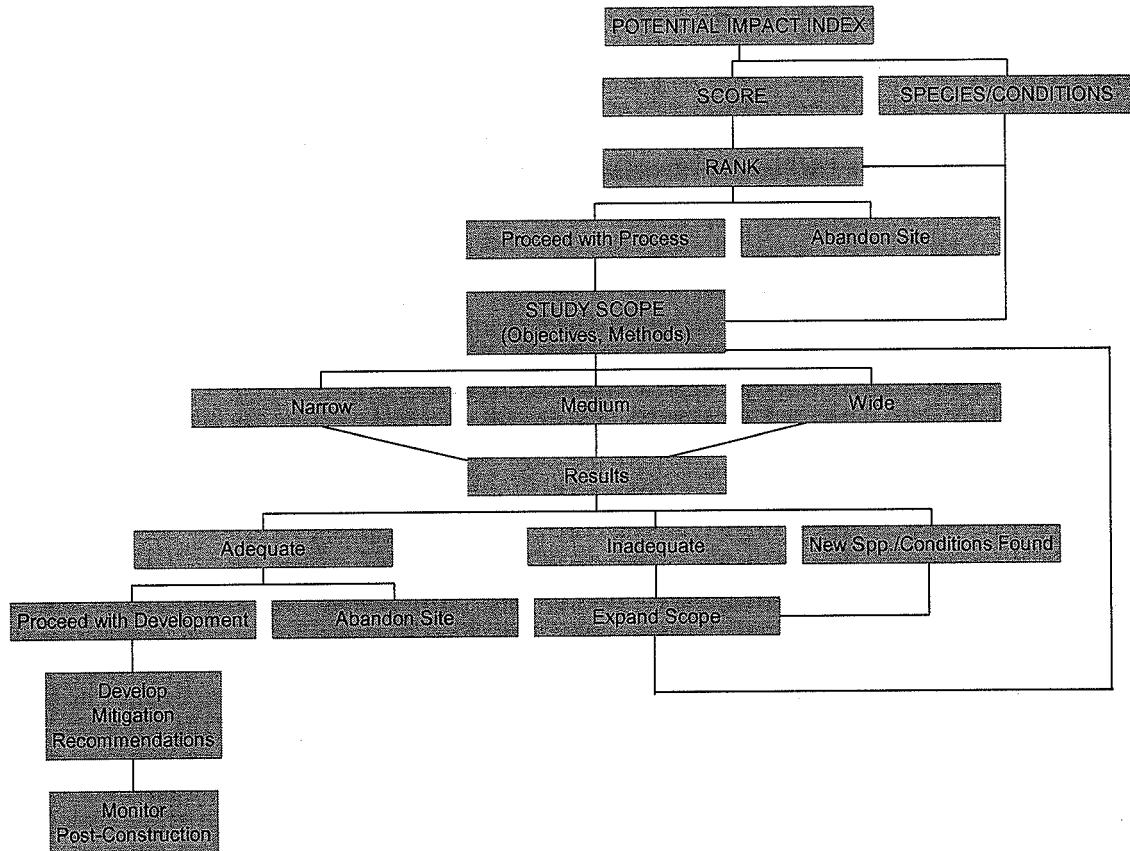 POTENTIAL IMPACT INDEX
SCORE
SPECIES/CONDITIONS
RANK
Proceed with Process
Abandon Site
STUDY SCOPE
(Objectives, Methods)
Narrow
Medium
Wide
Results
Adequate
Inadequate
New Spp./Conditions Found
Proceed with Development
Abandon Site
Expand Scope
Develop
Mitigation
Recommendations
Monitor
Post-Construction